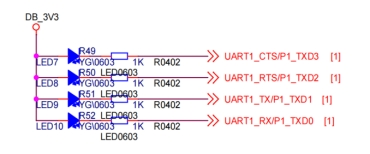 DB_3V3
R49
UART1_CTS/P1_TXD3 [1]
LED7 YG\0603 1K R0402
R50 LED0603
UART1_RTS/P1_TXD2 [1]
LED8 YG\0603 1K R0402
R51 LED0603
UART1_TX/P1_TXD1 [1]
LED9 YG\0603 1K R0402
R52 LED0603
UART1_RX/P1_TXD0 [1]
LED10 YG\0603 1K R0402
LED0603